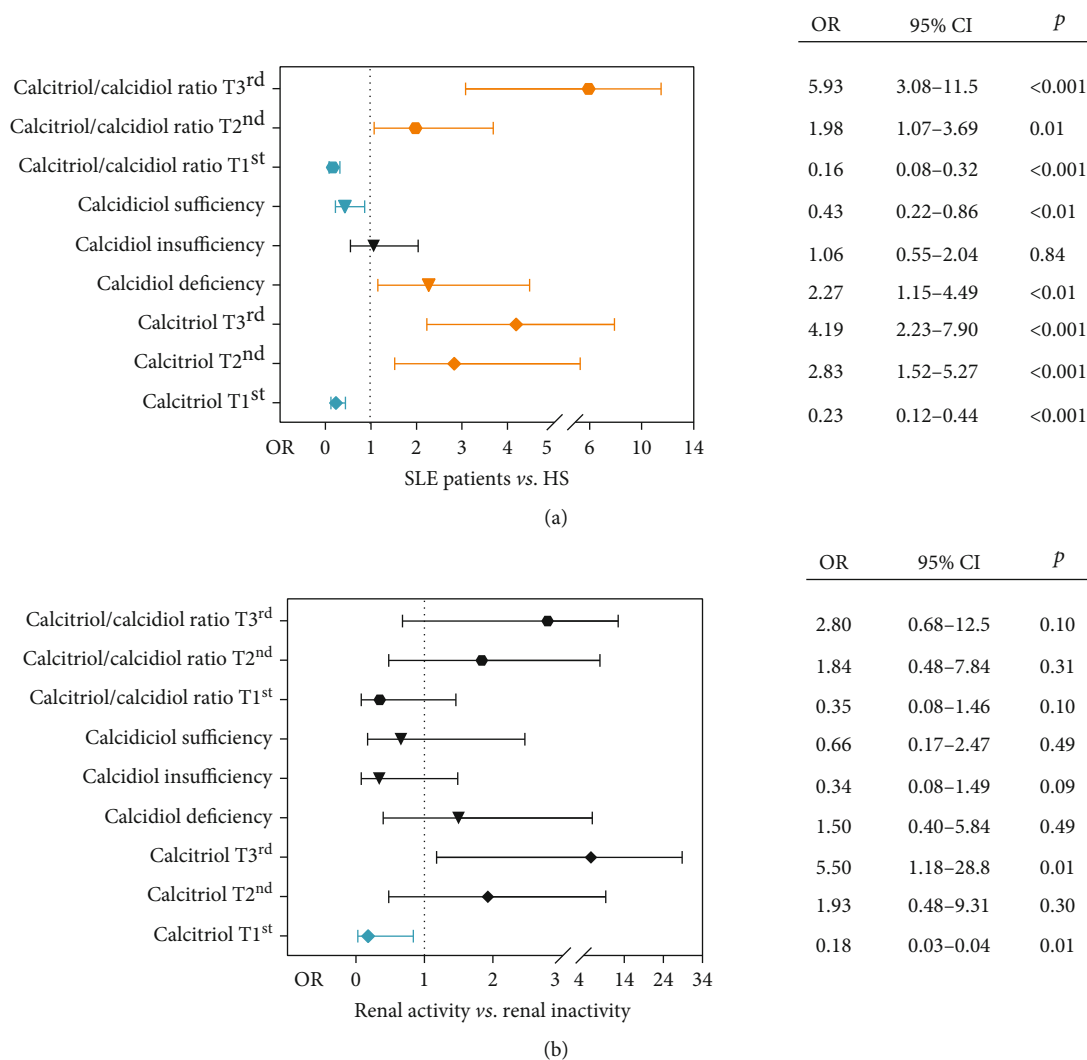 OR 95% CI p
Calcitriol/calcidiol ratio T3rd 5.93 3.08–11.5 <0.001
Calcitriol/calcidiol ratio T2nd 1.98 1.07–3.69 0.01
Calcitriol/calcidiol ratio T1st 0.16 0.08–0.32 <0.001
Calcidiciol sufficiency 0.43 0.22–0.86 <0.01
Calcidiol insufficiency 1.06 0.55–2.04 0.84
Calcidiol deficiency 2.27 1.15–4.49 <0.01
Calcitriol T3rd 4.19 2.23–7.90 <0.001
Calcitriol T2nd 2.83 1.52–5.27 <0.001
Calcitriol T1st 0.23 0.12–0.44 <0.001
OR 0 1 2 3 4 5 6 10 14
SLE patients vs. HS
(a)
OR 95% CI p
Calcitriol/calcidiol ratio T3rd 2.80 0.68–12.5 0.10
Calcitriol/calcidiol ratio T2nd 1.84 0.48–7.84 0.31
Calcitriol/calcidiol ratio T1st 0.35 0.08–1.46 0.10
Calcidiciol sufficiency 0.66 0.17–2.47 0.49
Calcidiol insufficiency 0.34 0.08–1.49 0.09
Calcidiol deficiency 1.50 0.40–5.84 0.49
Calcitriol T3rd 5.50 1.18–28.8 0.01
Calcitriol T2nd 1.93 0.48–9.31 0.30
Calcitriol T1st 0.18 0.03–0.04 0.01
OR 0 1 2 3 4 14 24 34
Renal activity vs. renal inactivity
(b)